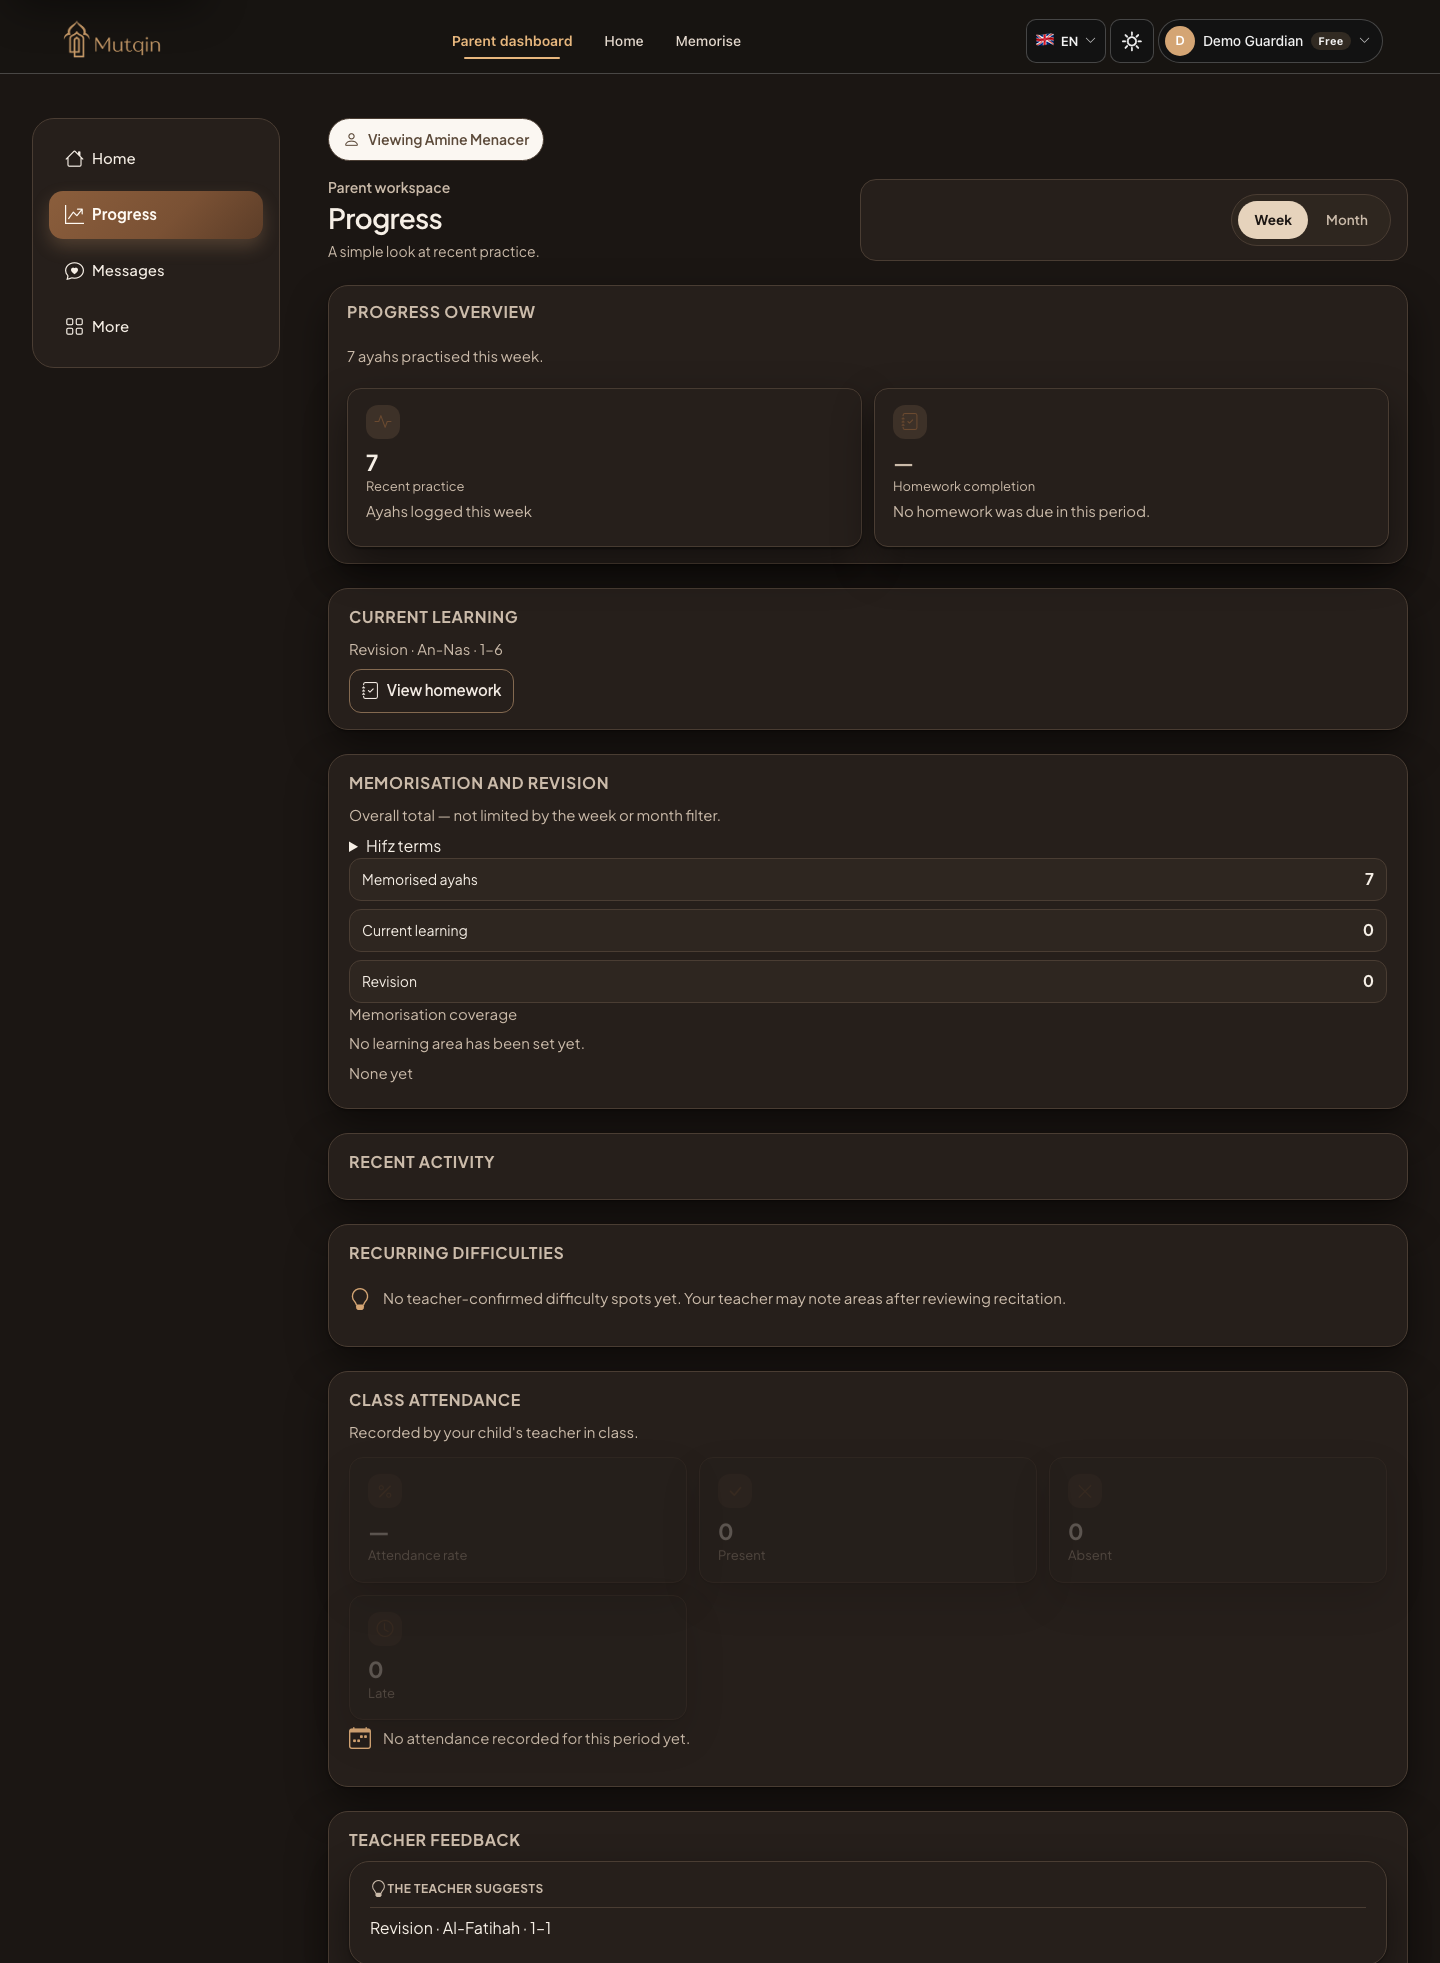 Mutqin
Parent dashboard
Home
Memorise
EN
D
Demo Guardian
Free
Home
Progress
Messages
More
Viewing Amine Menacer
Parent workspace
Progress
A simple look at recent practice.
Week
Month
PROGRESS OVERVIEW
7 ayahs practised this week.
7
Recent practice
Ayahs logged this week
—
Homework completion
No homework was due in this period.
CURRENT LEARNING
Revision · An-Nas · 1–6
View homework
MEMORISATION AND REVISION
Overall total — not limited by the week or month filter.
Hifz terms
Memorised ayahs 7
Current learning 0
Revision 0
Memorisation coverage
No learning area has been set yet.
None yet
RECENT ACTIVITY
RECURRING DIFFICULTIES
No teacher-confirmed difficulty spots yet. Your teacher may note areas after reviewing recitation.
CLASS ATTENDANCE
Recorded by your child's teacher in class.
—
Attendance rate
0
Present
0
Absent
0
Late
No attendance recorded for this period yet.
TEACHER FEEDBACK
THE TEACHER SUGGESTS
Revision · Al-Fatihah · 1–1